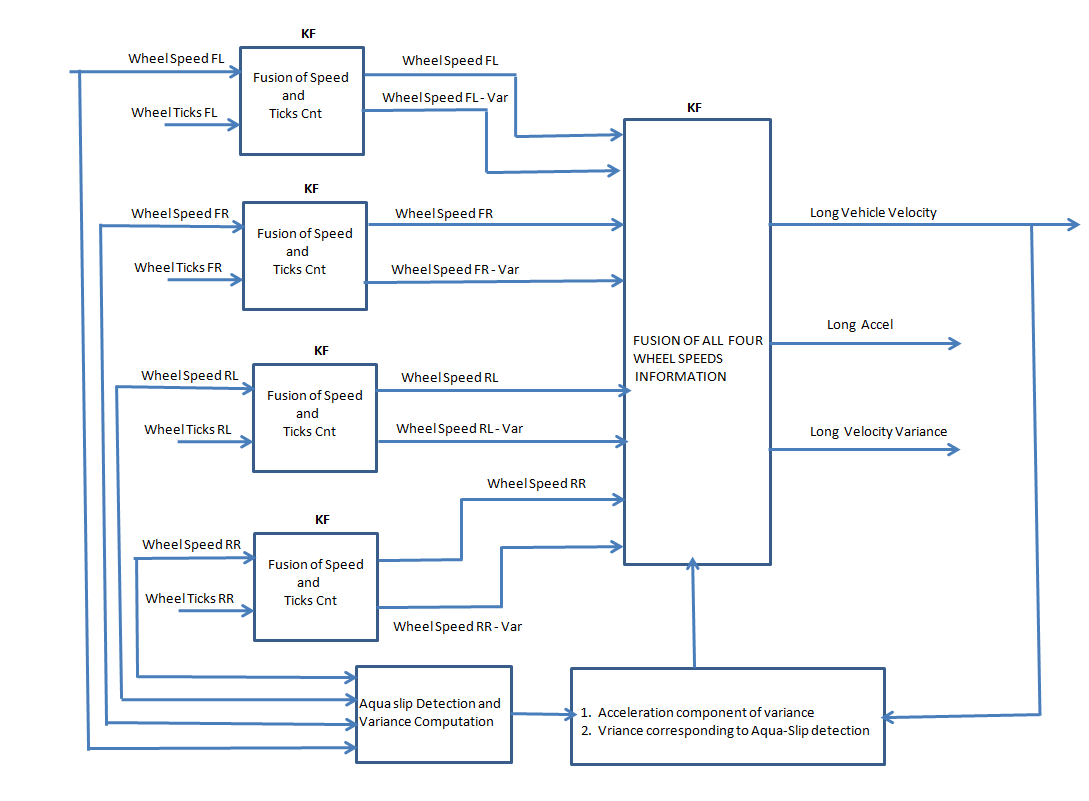 KF
Wheel Speed FL
Fusion of Speed
and
Ticks Cnt
Wheel Ticks FL
Wheel Speed FL
Wheel Speed FL - Var
KF
KF
Wheel Speed FR
Fusion of Speed
and
Ticks Cnt
Wheel Ticks FR
Wheel Speed FR
Wheel Speed FR - Var
Long Vehicle Velocity
Long Accel
FUSION OF ALL FOUR
WHEEL SPEEDS
INFORMATION
KF
Wheel Speed RL
Fusion of Speed
and
Ticks Cnt
Wheel Ticks RL
Wheel Speed RL
Wheel Speed RL - Var
Long Velocity Variance
Wheel Speed RR
KF
Wheel Speed RR
Fusion of Speed
and
Ticks Cnt
Wheel Ticks RR
Wheel Speed RR - Var
Aqua slip Detection and
Variance Computation
1. Acceleration component of variance
2. Vriance corresponding to Aqua-Slip detection